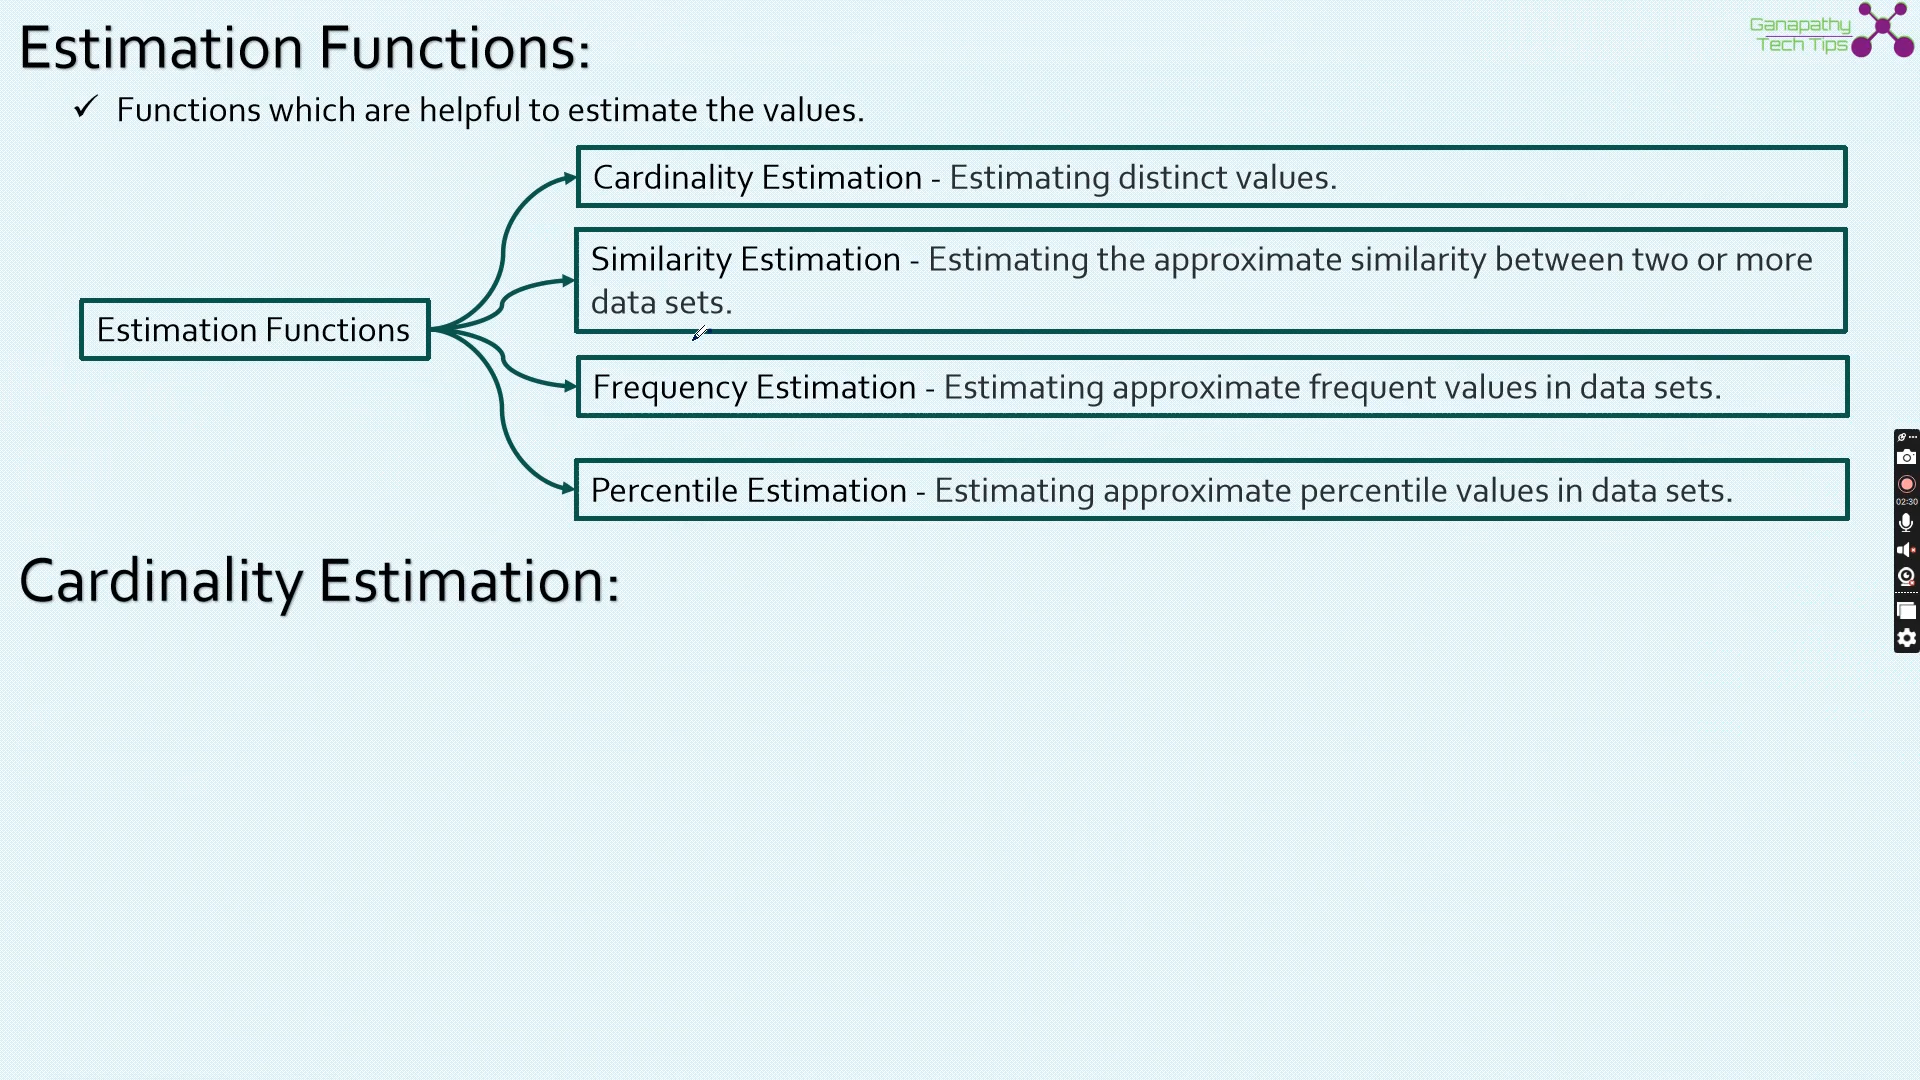 Estimation Functions:
Ganapathy
Tech Tips
✓ Functions which are helpful to estimate the values.
Cardinality Estimation - Estimating distinct values.
Similarity Estimation - Estimating the approximate similarity between two or more
data sets.
Estimation Functions
Frequency Estimation - Estimating approximate frequent values in data sets.
Percentile Estimation - Estimating approximate percentile values in data sets.
02:30
Cardinality Estimation: